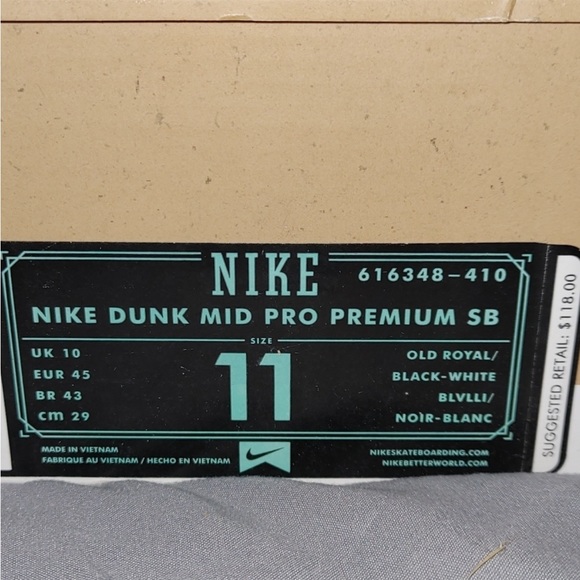 NIKE
616348-410
NIKE DUNK MID PRO PREMIUM SB
UK 10
EUR 45
BR 43
cm 29
SIZE
11
OLD ROYAL/
BLACK-WHITE
BLVLLI/
NOIR-BLANC
MADE IN VIETNAM
FABRIQUE AU VIETNAM / HECHO EN VIETNAM
NIKESKATEBOARDING.COM
NIKEBETTERWORLD.COM
SUGGESTED RETAIL: $118.00